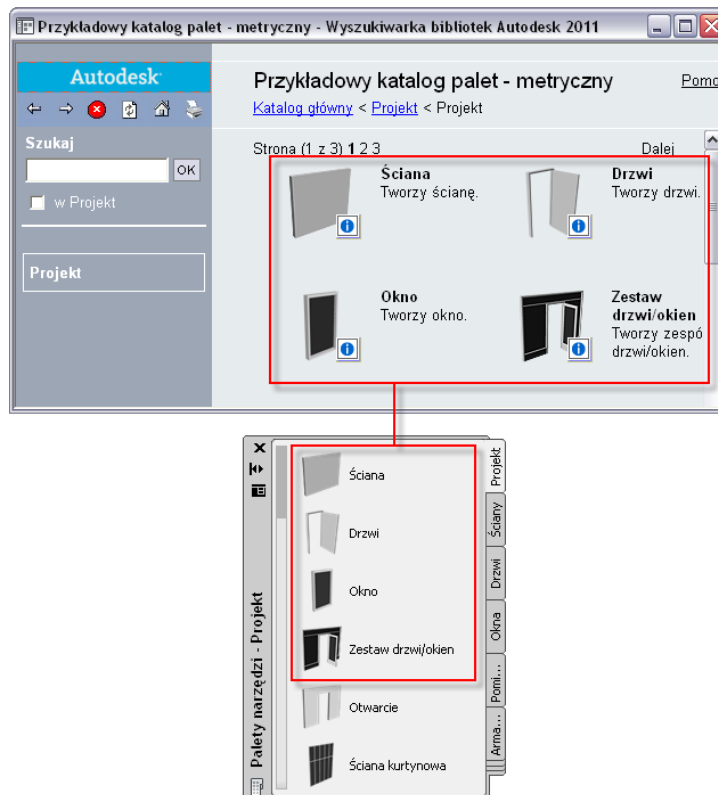 Przykładowy katalog palet - metryczny - Wyszukiwarka bibliotek Autodesk 2011
Autodesk
Przykładowy katalog palet - metryczny
Pomo
Katalog główny < Projekt < Projekt
Szukaj
OK
w Projekt
Projekt
Strona (1 z 3) 1 2 3
Dalej
Ściana
Tworzy ścianę.
Drzwi
Tworzy drzwi.
Okno
Tworzy okno.
Zestaw
drzwi/okien
Tworzy zespó
drzwi/okien.
Palety narzędzi - Projekt
Ściana
Drzwi
Okno
Zestaw drzwi/okien
Otwarcie
Ściana kurtynowa
Projekt
Ściany
Drzwi
Okna
Pomi...
Arma...